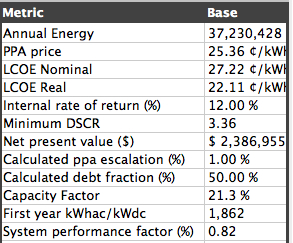 Metric Base
Annual Energy 37,230,428
PPA price 25.36 ¢/kWh
LCOE Nominal 27.22 ¢/kWh
LCOE Real 22.11 ¢/kWh
Internal rate of return (%) 12.00 %
Minimum DSCR 3.36
Net present value ($) $ 2,386,955
Calculated ppa escalation (%) 1.00 %
Calculated debt fraction (%) 50.00 %
Capacity Factor 21.3 %
First year kWhac/kWdc 1,862
System performance factor (%) 0.82